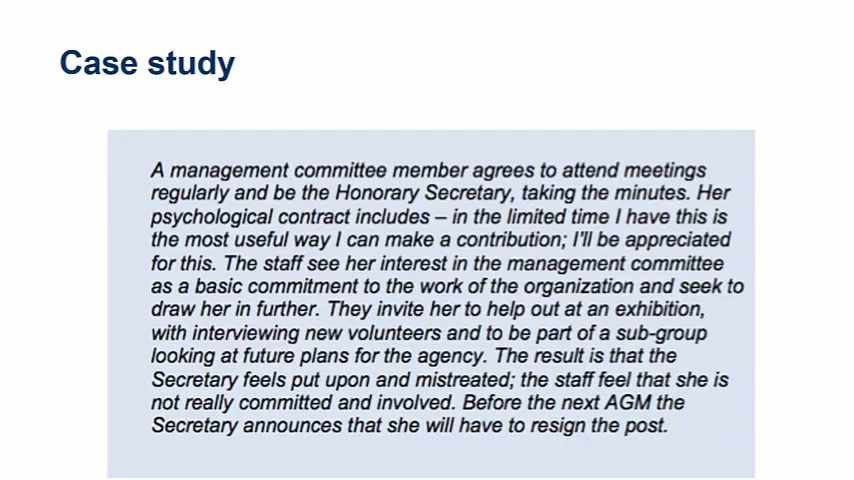 Case study
A management committee member agrees to attend meetings
regularly and be the Honorary Secretary, taking the minutes. Her
psychological contract includes – in the limited time I have this is
the most useful way I can make a contribution; I'll be appreciated
for this. The staff see her interest in the management committee
as a basic commitment to the work of the organization and seek to
draw her in further. They invite her to help out at an exhibition,
with interviewing new volunteers and to be part of a sub-group
looking at future plans for the agency. The result is that the
Secretary feels put upon and mistreated; the staff feel that she is
not really committed and involved. Before the next AGM the
Secretary announces that she will have to resign the post.